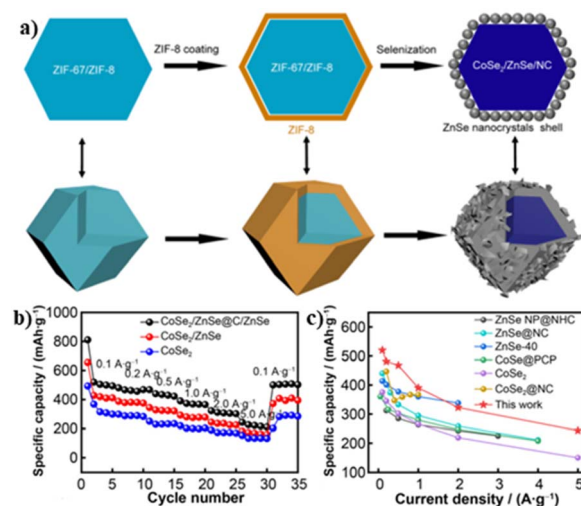 a)
ZIF-67/ZIF-8
ZIF-8 coating
ZIF-67/ZIF-8
ZIF-8
Selenization
CoSe₂/ZnSe/NC
ZnSe nanocrystals shell
b)
1000
800
600
400
200
0
Specific capacity / (mAh·g⁻¹)
CoSe₂/ZnSe@C/ZnSe
CoSe₂/ZnSe
CoSe₂
0.1 A·g⁻¹
0.2 A·g⁻¹
0.5 A·g⁻¹
1.0 A·g⁻¹
2.0 A·g⁻¹
5.0 A·g⁻¹
0.1 A·g⁻¹
0 5 10 15 20 25 30 35
Cycle number
c)
600
500
400
300
200
100
Specific capacity / (mAh·g⁻¹)
ZnSe NP@NHC
ZnSe@NC
ZnSe-40
CoSe@PCP
CoSe₂
CoSe₂@NC
This work
0 1 2 3 4 5
Current density / (A·g⁻¹)